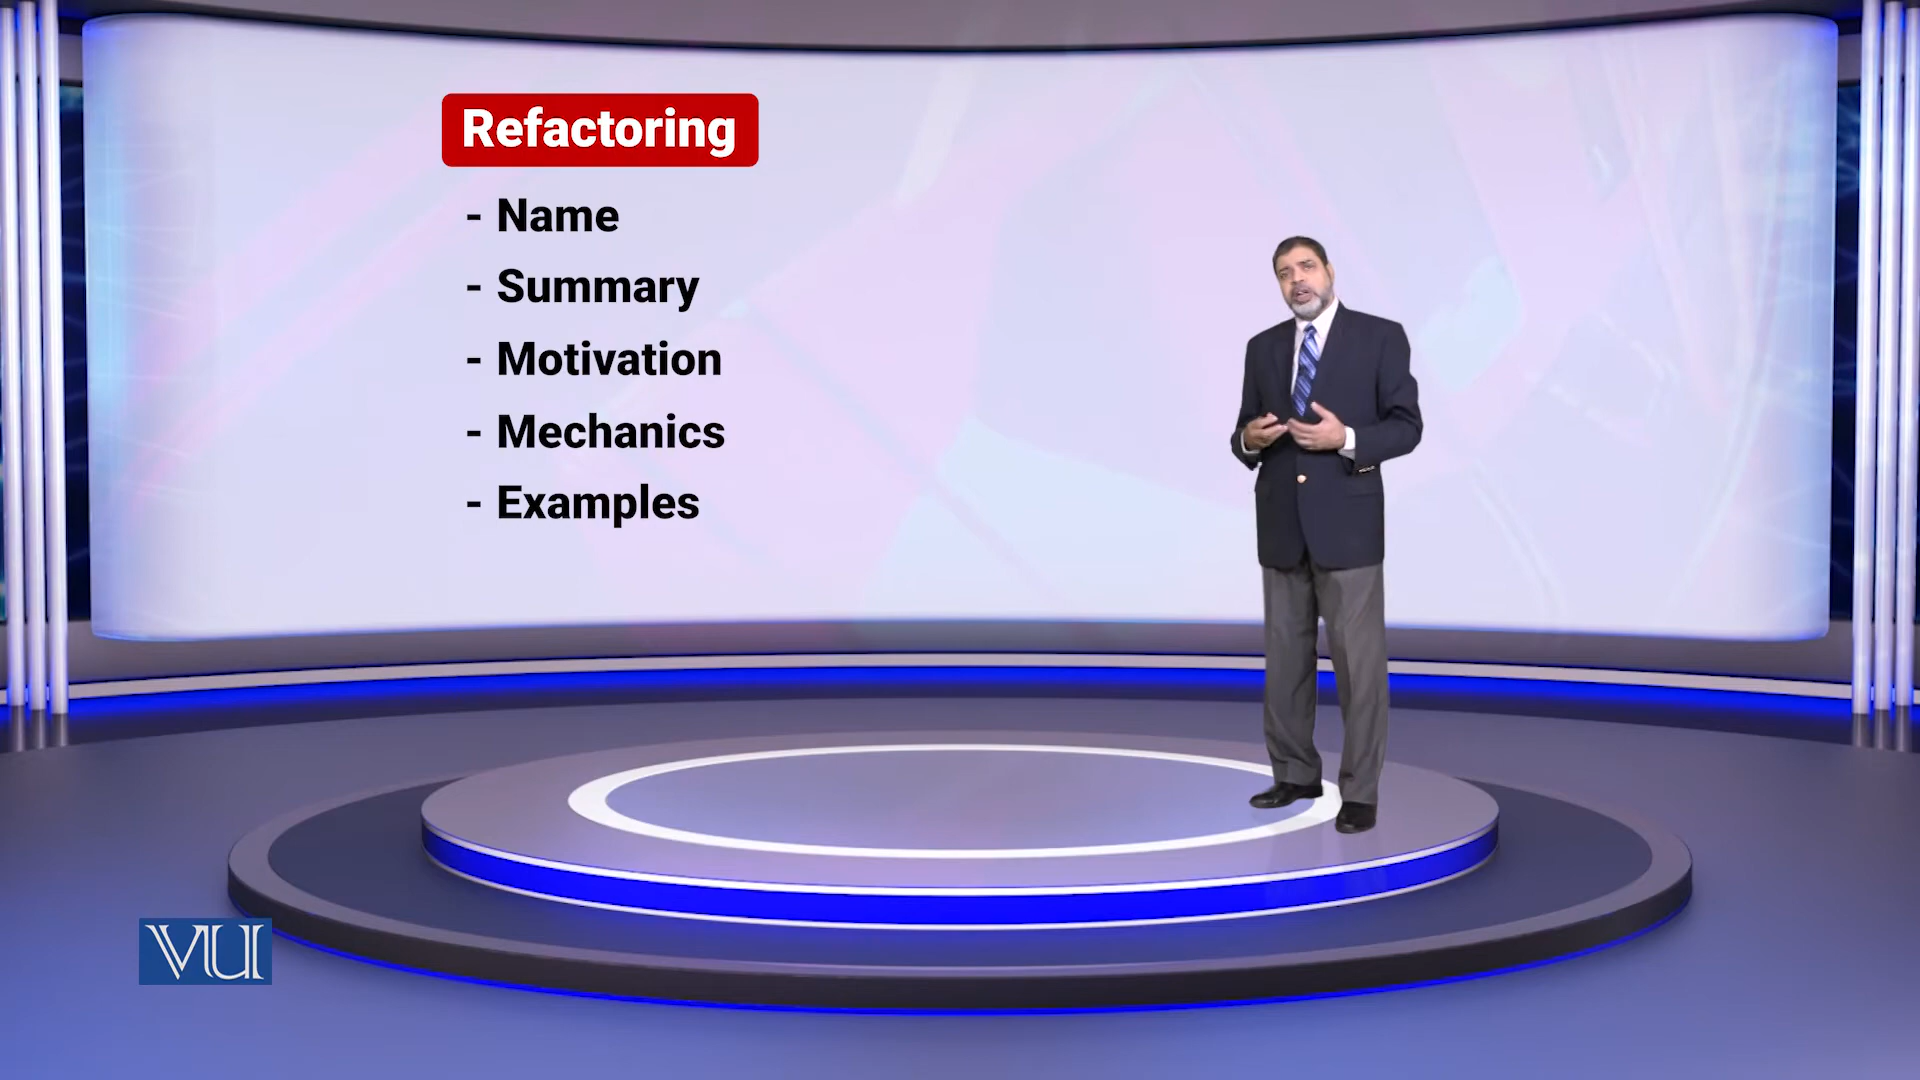 Refactoring
- Name
- Summary
- Motivation
- Mechanics
- Examples
VU